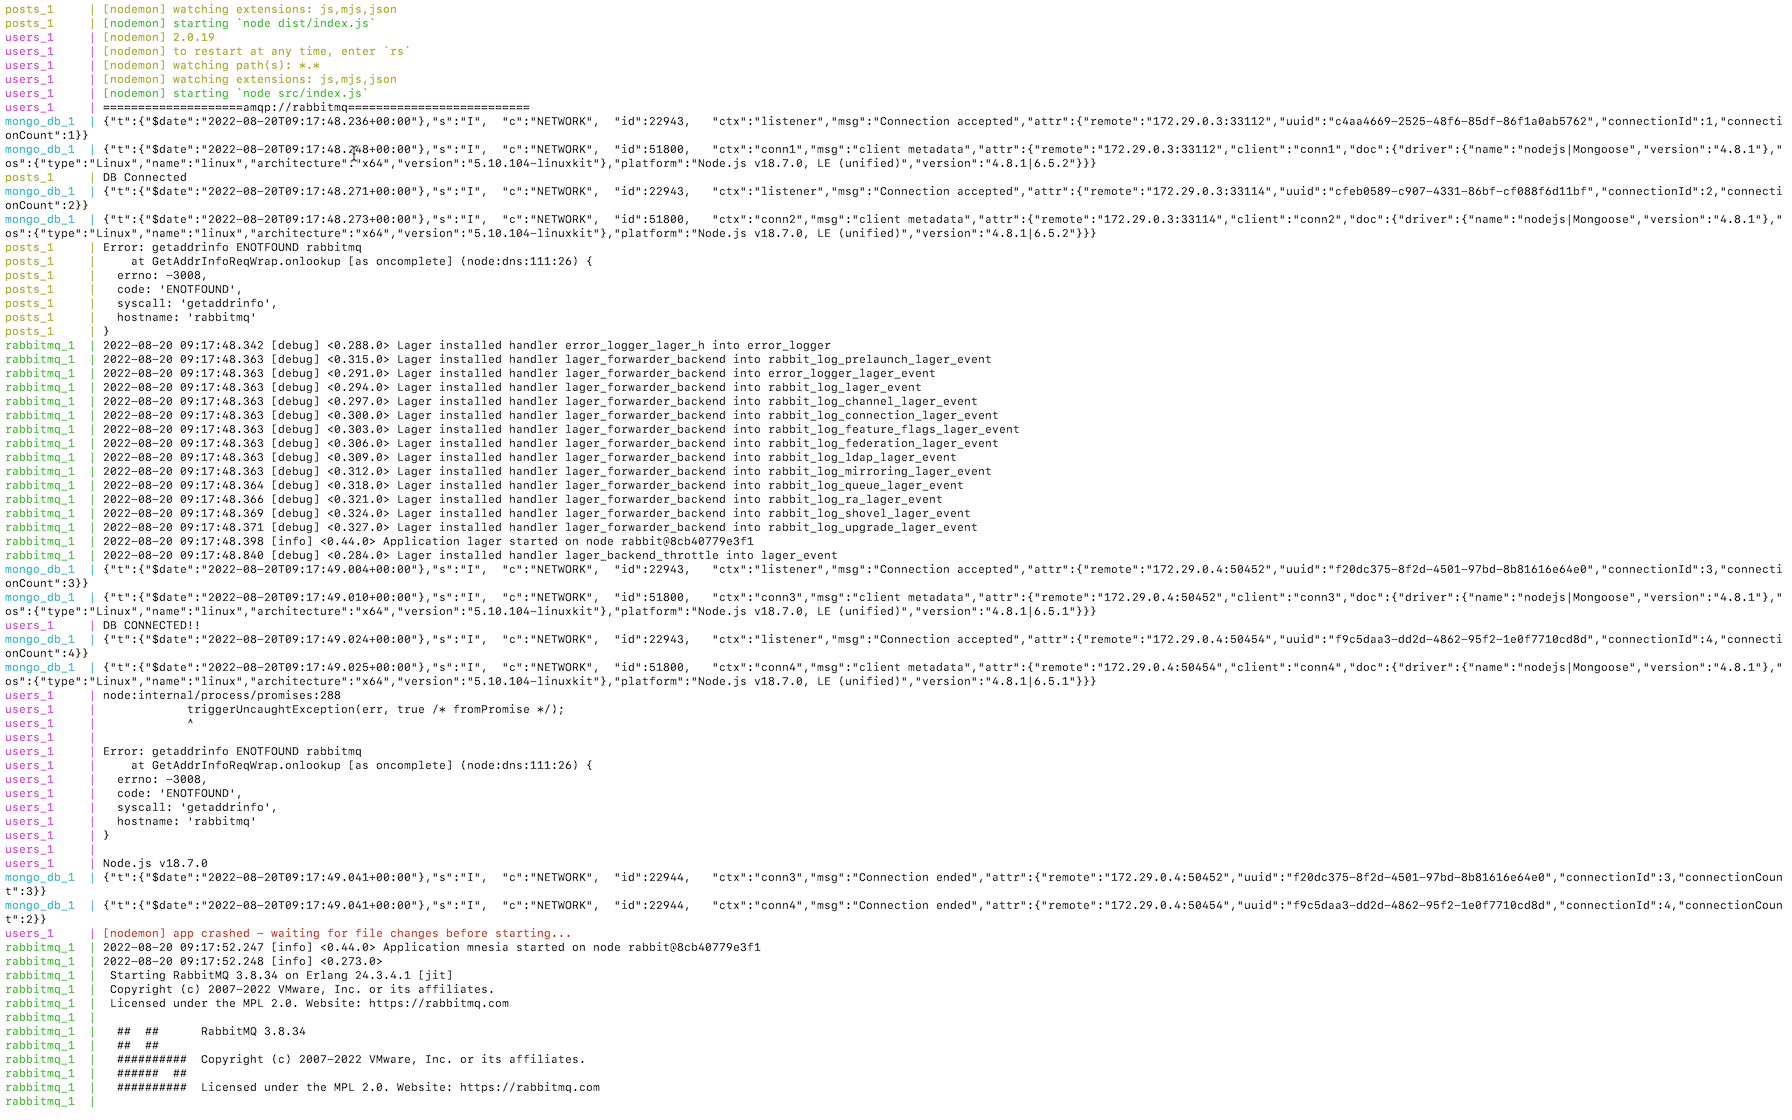 posts_1     | [nodemon] watching extensions: js,mjs,json
posts_1     | [nodemon] starting `node dist/index.js`
users_1     | [nodemon] 2.0.19
users_1     | [nodemon] to restart at any time, enter `rs`
users_1     | [nodemon] watching path(s): *.*
users_1     | [nodemon] watching extensions: js,mjs,json
users_1     | [nodemon] starting `node src/index.js`
users_1     | ====================amqp://rabbitmq==========================
mongo_db_1  | {"t":{"$date":"2022-08-20T09:17:48.236+00:00"},"s":"I",  "c":"NETWORK",  "id":22943,   "ctx":"listener","msg":"Connection accepted","attr":{"remote":"172.29.0.3:33112","uuid":"c4aa4669-2525-48f6-85df-86f1a0ab5762","connectionId":1,"connecti
onCount":1}}
mongo_db_1  | {"t":{"$date":"2022-08-20T09:17:48.248+00:00"},"s":"I",  "c":"NETWORK",  "id":51800,   "ctx":"conn1","msg":"client metadata","attr":{"remote":"172.29.0.3:33112","client":"conn1","doc":{"driver":{"name":"nodejs|Mongoose","version":"4.8.1"},"
os":{"type":"Linux","name":"linux","architecture":"x64","version":"5.10.104-linuxkit"},"platform":"Node.js v18.7.0, LE (unified)","version":"4.8.1|6.5.2"}}}
posts_1     | DB Connected
mongo_db_1  | {"t":{"$date":"2022-08-20T09:17:48.271+00:00"},"s":"I",  "c":"NETWORK",  "id":22943,   "ctx":"listener","msg":"Connection accepted","attr":{"remote":"172.29.0.3:33114","uuid":"cfeb0589-c907-4331-86bf-cf088f6d11bf","connectionId":2,"connecti
onCount":2}}
mongo_db_1  | {"t":{"$date":"2022-08-20T09:17:48.273+00:00"},"s":"I",  "c":"NETWORK",  "id":51800,   "ctx":"conn2","msg":"client metadata","attr":{"remote":"172.29.0.3:33114","client":"conn2","doc":{"driver":{"name":"nodejs|Mongoose","version":"4.8.1"},"
os":{"type":"Linux","name":"linux","architecture":"x64","version":"5.10.104-linuxkit"},"platform":"Node.js v18.7.0, LE (unified)","version":"4.8.1|6.5.2"}}}
posts_1     | Error: getaddrinfo ENOTFOUND rabbitmq
posts_1     |     at GetAddrInfoReqWrap.onlookup [as oncomplete] (node:dns:111:26) {
posts_1     |   errno: -3008,
posts_1     |   code: 'ENOTFOUND',
posts_1     |   syscall: 'getaddrinfo',
posts_1     |   hostname: 'rabbitmq'
posts_1     | }
rabbitmq_1  | 2022-08-20 09:17:48.342 [debug] <0.288.0> Lager installed handler error_logger_lager_h into error_logger
rabbitmq_1  | 2022-08-20 09:17:48.363 [debug] <0.315.0> Lager installed handler lager_forwarder_backend into rabbit_log_prelaunch_lager_event
rabbitmq_1  | 2022-08-20 09:17:48.363 [debug] <0.291.0> Lager installed handler lager_forwarder_backend into error_logger_lager_event
rabbitmq_1  | 2022-08-20 09:17:48.363 [debug] <0.294.0> Lager installed handler lager_forwarder_backend into rabbit_log_lager_event
rabbitmq_1  | 2022-08-20 09:17:48.363 [debug] <0.297.0> Lager installed handler lager_forwarder_backend into rabbit_log_channel_lager_event
rabbitmq_1  | 2022-08-20 09:17:48.363 [debug] <0.300.0> Lager installed handler lager_forwarder_backend into rabbit_log_connection_lager_event
rabbitmq_1  | 2022-08-20 09:17:48.363 [debug] <0.303.0> Lager installed handler lager_forwarder_backend into rabbit_log_feature_flags_lager_event
rabbitmq_1  | 2022-08-20 09:17:48.363 [debug] <0.306.0> Lager installed handler lager_forwarder_backend into rabbit_log_federation_lager_event
rabbitmq_1  | 2022-08-20 09:17:48.363 [debug] <0.309.0> Lager installed handler lager_forwarder_backend into rabbit_log_ldap_lager_event
rabbitmq_1  | 2022-08-20 09:17:48.363 [debug] <0.312.0> Lager installed handler lager_forwarder_backend into rabbit_log_mirroring_lager_event
rabbitmq_1  | 2022-08-20 09:17:48.364 [debug] <0.318.0> Lager installed handler lager_forwarder_backend into rabbit_log_queue_lager_event
rabbitmq_1  | 2022-08-20 09:17:48.366 [debug] <0.321.0> Lager installed handler lager_forwarder_backend into rabbit_log_ra_lager_event
rabbitmq_1  | 2022-08-20 09:17:48.369 [debug] <0.324.0> Lager installed handler lager_forwarder_backend into rabbit_log_shovel_lager_event
rabbitmq_1  | 2022-08-20 09:17:48.371 [debug] <0.327.0> Lager installed handler lager_forwarder_backend into rabbit_log_upgrade_lager_event
rabbitmq_1  | 2022-08-20 09:17:48.398 [info] <0.44.0> Application lager started on node rabbit@8cb40779e3f1
rabbitmq_1  | 2022-08-20 09:17:48.840 [debug] <0.284.0> Lager installed handler lager_backend_throttle into lager_event
mongo_db_1  | {"t":{"$date":"2022-08-20T09:17:49.004+00:00"},"s":"I",  "c":"NETWORK",  "id":22943,   "ctx":"listener","msg":"Connection accepted","attr":{"remote":"172.29.0.4:50452","uuid":"f20dc375-8f2d-4501-97bd-8b81616e64e0","connectionId":3,"connecti
onCount":3}}
mongo_db_1  | {"t":{"$date":"2022-08-20T09:17:49.010+00:00"},"s":"I",  "c":"NETWORK",  "id":51800,   "ctx":"conn3","msg":"client metadata","attr":{"remote":"172.29.0.4:50452","client":"conn3","doc":{"driver":{"name":"nodejs|Mongoose","version":"4.8.1"},"
os":{"type":"Linux","name":"linux","architecture":"x64","version":"5.10.104-linuxkit"},"platform":"Node.js v18.7.0, LE (unified)","version":"4.8.1|6.5.1"}}}
users_1     | DB CONNECTED!!
mongo_db_1  | {"t":{"$date":"2022-08-20T09:17:49.024+00:00"},"s":"I",  "c":"NETWORK",  "id":22943,   "ctx":"listener","msg":"Connection accepted","attr":{"remote":"172.29.0.4:50454","uuid":"f9c5daa3-dd2d-4862-95f2-1e0f7710cd8d","connectionId":4,"connecti
onCount":4}}
mongo_db_1  | {"t":{"$date":"2022-08-20T09:17:49.025+00:00"},"s":"I",  "c":"NETWORK",  "id":51800,   "ctx":"conn4","msg":"client metadata","attr":{"remote":"172.29.0.4:50454","client":"conn4","doc":{"driver":{"name":"nodejs|Mongoose","version":"4.8.1"},"
os":{"type":"Linux","name":"linux","architecture":"x64","version":"5.10.104-linuxkit"},"platform":"Node.js v18.7.0, LE (unified)","version":"4.8.1|6.5.1"}}}
users_1     | node:internal/process/promises:288
users_1     |             triggerUncaughtException(err, true /* fromPromise */);
users_1     |             ^
users_1     |
users_1     | Error: getaddrinfo ENOTFOUND rabbitmq
users_1     |     at GetAddrInfoReqWrap.onlookup [as oncomplete] (node:dns:111:26) {
users_1     |   errno: -3008,
users_1     |   code: 'ENOTFOUND',
users_1     |   syscall: 'getaddrinfo',
users_1     |   hostname: 'rabbitmq'
users_1     | }
users_1     |
users_1     | Node.js v18.7.0
mongo_db_1  | {"t":{"$date":"2022-08-20T09:17:49.041+00:00"},"s":"I",  "c":"NETWORK",  "id":22944,   "ctx":"conn3","msg":"Connection ended","attr":{"remote":"172.29.0.4:50452","uuid":"f20dc375-8f2d-4501-97bd-8b81616e64e0","connectionId":3,"connectionCoun
t":3}}
mongo_db_1  | {"t":{"$date":"2022-08-20T09:17:49.041+00:00"},"s":"I",  "c":"NETWORK",  "id":22944,   "ctx":"conn4","msg":"Connection ended","attr":{"remote":"172.29.0.4:50454","uuid":"f9c5daa3-dd2d-4862-95f2-1e0f7710cd8d","connectionId":4,"connectionCoun
t":2}}
users_1     | [nodemon] app crashed - waiting for file changes before starting...
rabbitmq_1  | 2022-08-20 09:17:52.247 [info] <0.44.0> Application mnesia started on node rabbit@8cb40779e3f1
rabbitmq_1  | 2022-08-20 09:17:52.248 [info] <0.273.0>
rabbitmq_1  |  Starting RabbitMQ 3.8.34 on Erlang 24.3.4.1 [jit]
rabbitmq_1  |  Copyright (c) 2007-2022 VMware, Inc. or its affiliates.
rabbitmq_1  |  Licensed under the MPL 2.0. Website: https://rabbitmq.com
rabbitmq_1  |
rabbitmq_1  |   ##  ##      RabbitMQ 3.8.34
rabbitmq_1  |   ##  ##
rabbitmq_1  |   ##########  Copyright (c) 2007-2022 VMware, Inc. or its affiliates.
rabbitmq_1  |   ######  ##
rabbitmq_1  |   ##########  Licensed under the MPL 2.0. Website: https://rabbitmq.com
rabbitmq_1  |